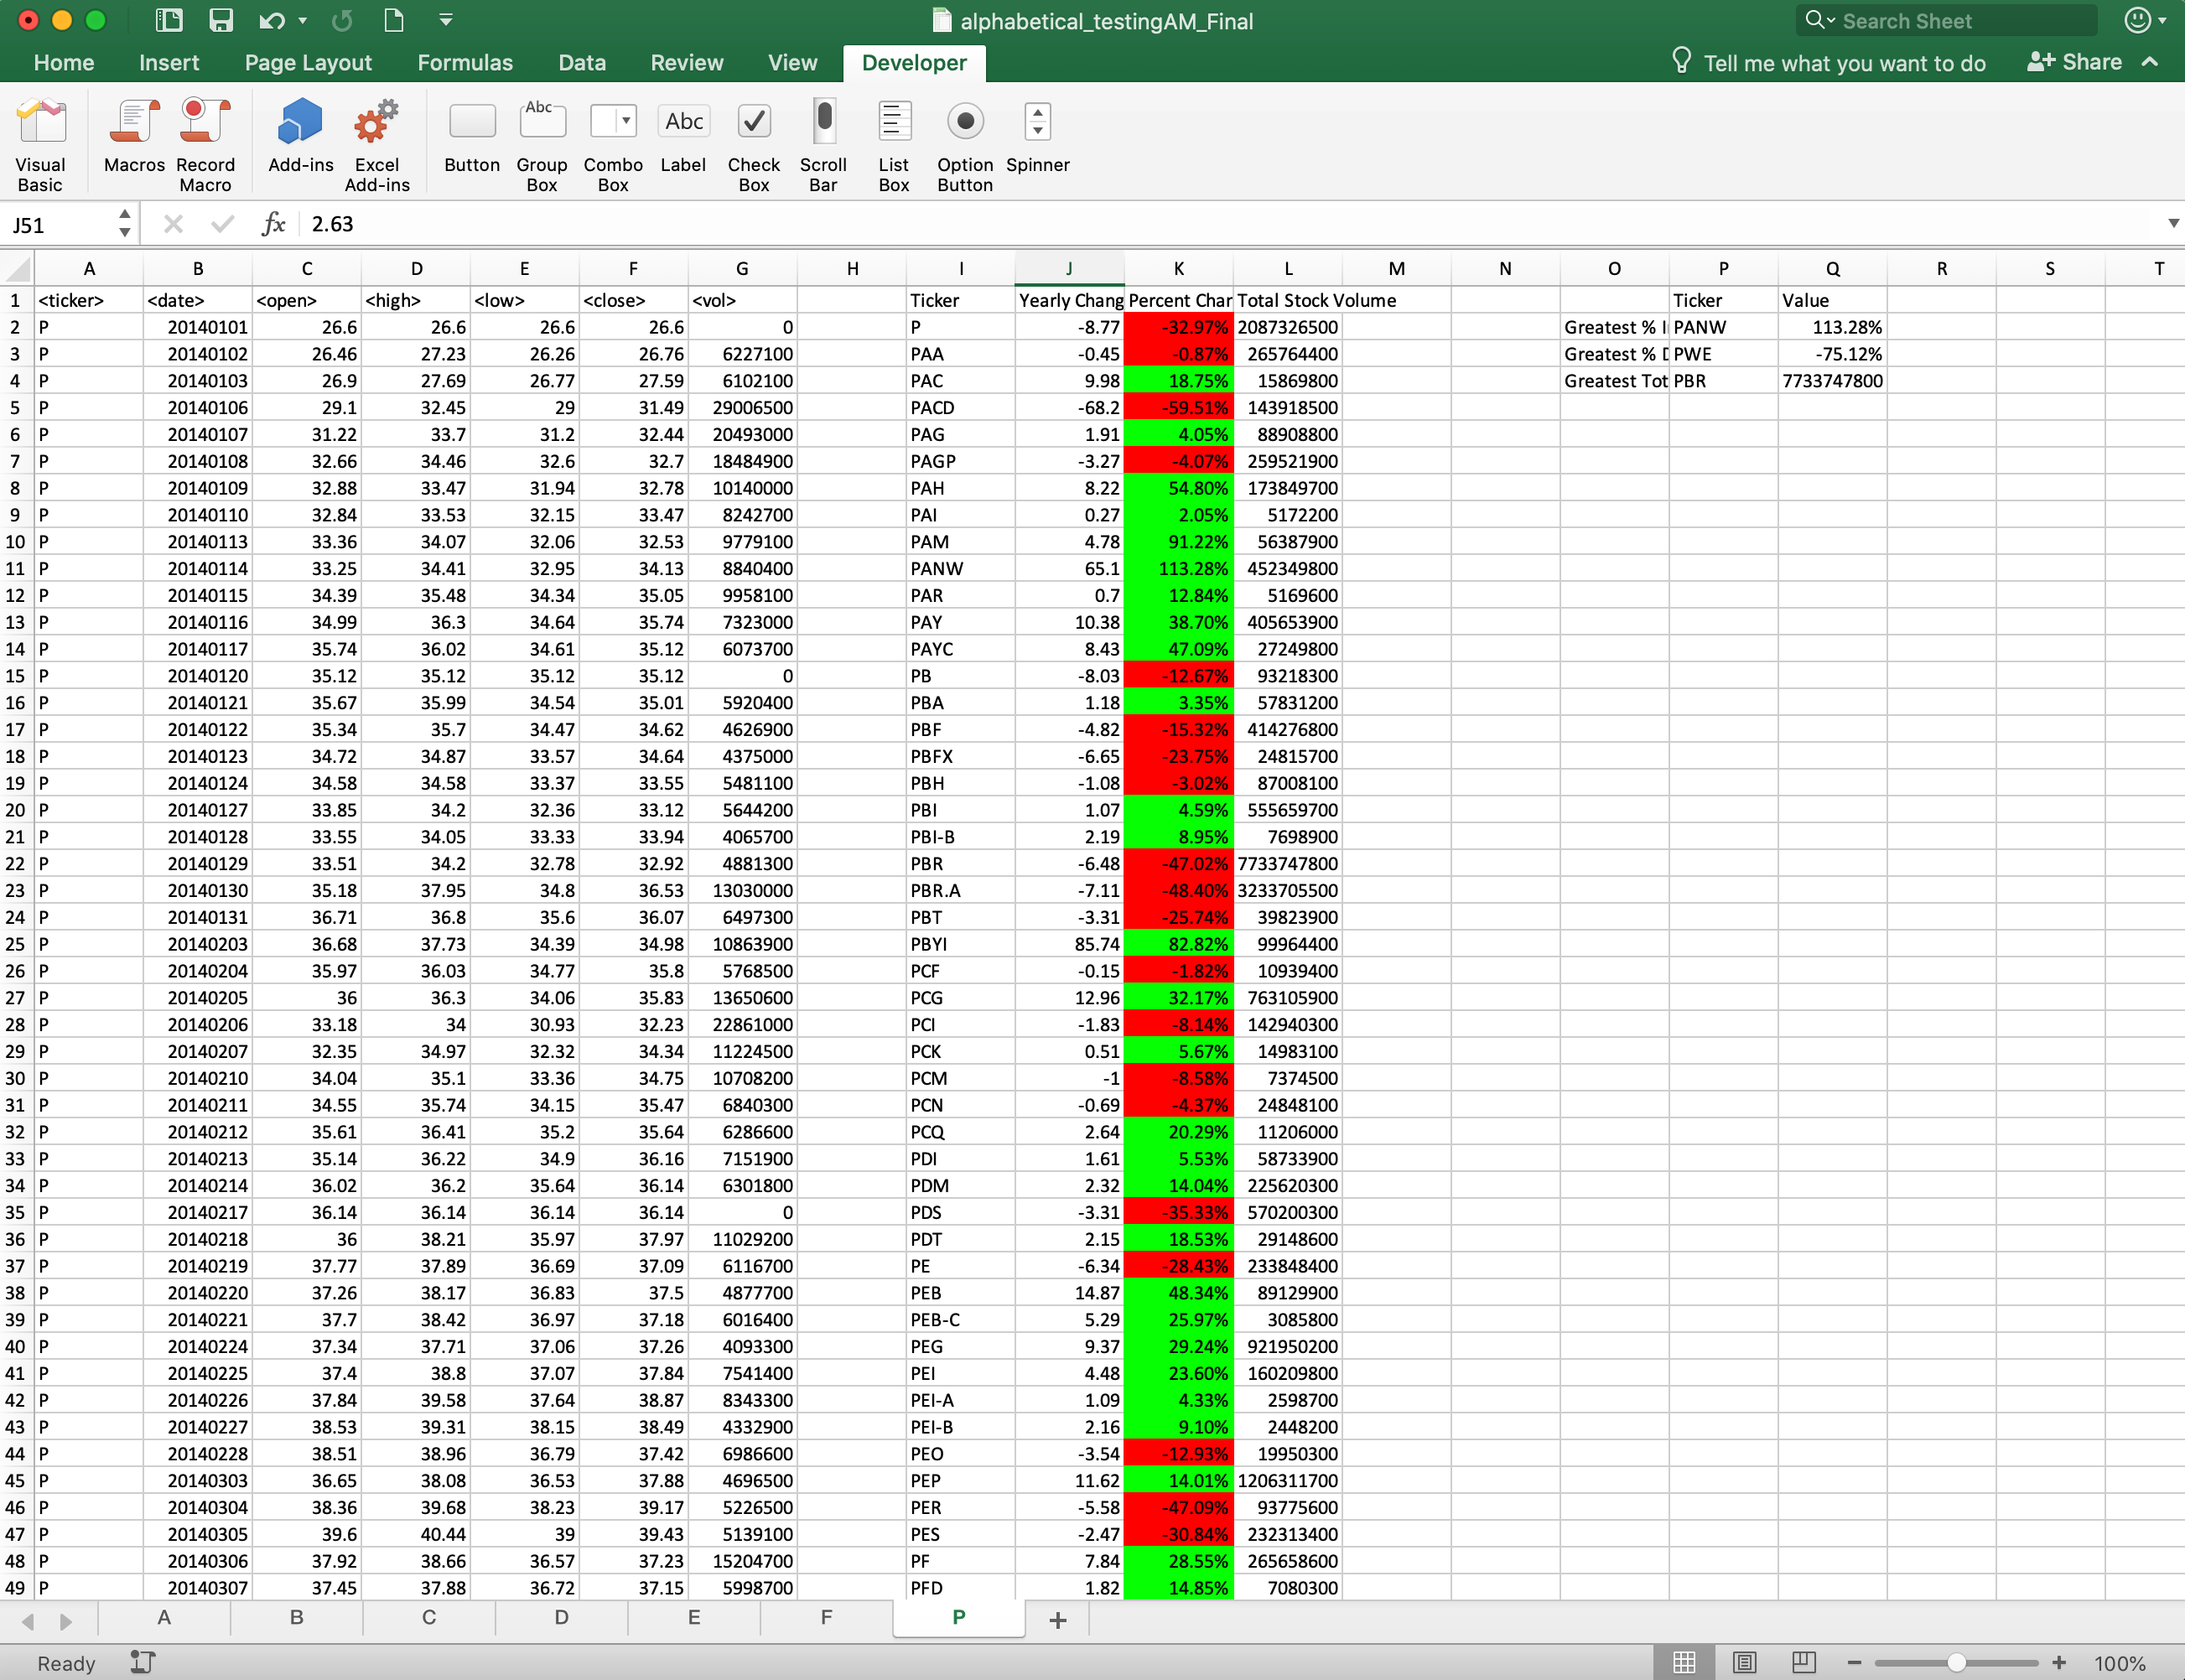 alphabetical_testingAM_Final
Search Sheet
Home Insert Page Layout Formulas Data Review View Developer Tell me what you want to do Share
Abc Abc
Visual Basic Macros Record Macro Add-ins Excel Add-ins Button Group Box Combo Box Label Check Box Scroll Bar List Box Option Button Spinner
J51 fx 2.63
A B C D E F G H I J K L M N O P Q R S T
1 <ticker> <date> <open> <high> <low> <close> <vol> Ticker Yearly Chang Percent Char Total Stock Volume Ticker Value
2 P 20140101 26.6 26.6 26.6 26.6 0 P -8.77 -32.97% 2087326500 Greatest % I PANW 113.28%
3 P 20140102 26.46 27.23 26.26 26.76 6227100 PAA -0.45 -0.87% 265764400 Greatest % D PWE -75.12%
4 P 20140103 26.9 27.69 26.77 27.59 6102100 PAC 9.98 18.75% 15869800 Greatest Tot PBR 7733747800
5 P 20140106 29.1 32.45 29 31.49 29006500 PACD -68.2 -59.51% 143918500
6 P 20140107 31.22 33.7 31.2 32.44 20493000 PAG 1.91 4.05% 88908800
7 P 20140108 32.66 34.46 32.6 32.7 18484900 PAGP -3.27 -4.07% 259521900
8 P 20140109 32.88 33.47 31.94 32.78 10140000 PAH 8.22 54.80% 173849700
9 P 20140110 32.84 33.53 32.15 33.47 8242700 PAI 0.27 2.05% 5172200
10 P 20140113 33.36 34.07 32.06 32.53 9779100 PAM 4.78 91.22% 56387900
11 P 20140114 33.25 34.41 32.95 34.13 8840400 PANW 65.1 113.28% 452349800
12 P 20140115 34.39 35.48 34.34 35.05 9958100 PAR 0.7 12.84% 5169600
13 P 20140116 34.99 36.3 34.64 35.74 7323000 PAY 10.38 38.70% 405653900
14 P 20140117 35.74 36.02 34.61 35.12 6073700 PAYC 8.43 47.09% 27249800
15 P 20140120 35.12 35.12 35.12 35.12 0 PB -8.03 -12.67% 93218300
16 P 20140121 35.67 35.99 34.54 35.01 5920400 PBA 1.18 3.35% 57831200
17 P 20140122 35.34 35.7 34.47 34.62 4626900 PBF -4.82 -15.32% 414276800
18 P 20140123 34.72 34.87 33.57 34.64 4375000 PBFX -6.65 -23.75% 24815700
19 P 20140124 34.58 34.58 33.37 33.55 5481100 PBH -1.08 -3.02% 87008100
20 P 20140127 33.85 34.2 32.36 33.12 5644200 PBI 1.07 4.59% 555659700
21 P 20140128 33.55 34.05 33.33 33.94 4065700 PBI-B 2.19 8.95% 7698900
22 P 20140129 33.51 34.2 32.78 32.92 4881300 PBR -6.48 -47.02% 7733747800
23 P 20140130 35.18 37.95 34.8 36.53 13030000 PBR.A -7.11 -48.40% 3233705500
24 P 20140131 36.71 36.8 35.6 36.07 6497300 PBT -3.31 -25.74% 39823900
25 P 20140203 36.68 37.73 34.39 34.98 10863900 PBYI 85.74 82.82% 99964400
26 P 20140204 35.97 36.03 34.77 35.8 5768500 PCF -0.15 -1.82% 10939400
27 P 20140205 36 36.3 34.06 35.83 13650600 PCG 12.96 32.17% 763105900
28 P 20140206 33.18 34 30.93 32.23 22861000 PCI -1.83 -8.14% 142940300
29 P 20140207 32.35 34.97 32.32 34.34 11224500 PCK 0.51 5.67% 14983100
30 P 20140210 34.04 35.1 33.36 34.75 10708200 PCM -1 -8.58% 7374500
31 P 20140211 34.55 35.74 34.15 35.47 6840300 PCN -0.69 -4.37% 24848100
32 P 20140212 35.61 36.41 35.2 35.64 6286600 PCQ 2.64 20.29% 11206000
33 P 20140213 35.14 36.22 34.9 36.16 7151900 PDI 1.61 5.53% 58733900
34 P 20140214 36.02 36.2 35.64 36.14 6301800 PDM 2.32 14.04% 225620300
35 P 20140217 36.14 36.14 36.14 36.14 0 PDS -3.31 -35.33% 570200300
36 P 20140218 36 38.21 35.97 37.97 11029200 PDT 2.15 18.53% 29148600
37 P 20140219 37.77 37.89 36.69 37.09 6116700 PE -6.34 -28.43% 233848400
38 P 20140220 37.26 38.17 36.83 37.5 4877700 PEB 14.87 48.34% 89129900
39 P 20140221 37.7 38.42 36.97 37.18 6016400 PEB-C 5.29 25.97% 3085800
40 P 20140224 37.34 37.71 37.06 37.26 4093300 PEG 9.37 29.24% 921950200
41 P 20140225 37.4 38.8 37.07 37.84 7541400 PEI 4.48 23.60% 160209800
42 P 20140226 37.84 39.58 37.64 38.87 8343300 PEI-A 1.09 4.33% 2598700
43 P 20140227 38.53 39.31 38.15 38.49 4332900 PEI-B 2.16 9.10% 2448200
44 P 20140228 38.51 38.96 36.79 37.42 6986600 PEO -3.54 -12.93% 19950300
45 P 20140303 36.65 38.08 36.53 37.88 4696500 PEP 11.62 14.01% 1206311700
46 P 20140304 38.36 39.68 38.23 39.17 5226500 PER -5.58 -47.09% 93775600
47 P 20140305 39.6 40.44 39 39.43 5139100 PES -2.47 -30.84% 232313400
48 P 20140306 37.92 38.66 36.57 37.23 15204700 PF 7.84 28.55% 265658600
49 P 20140307 37.45 37.88 36.72 37.15 5998700 PFD 1.82 14.85% 7080300
A B C D E F P +
Ready 100%